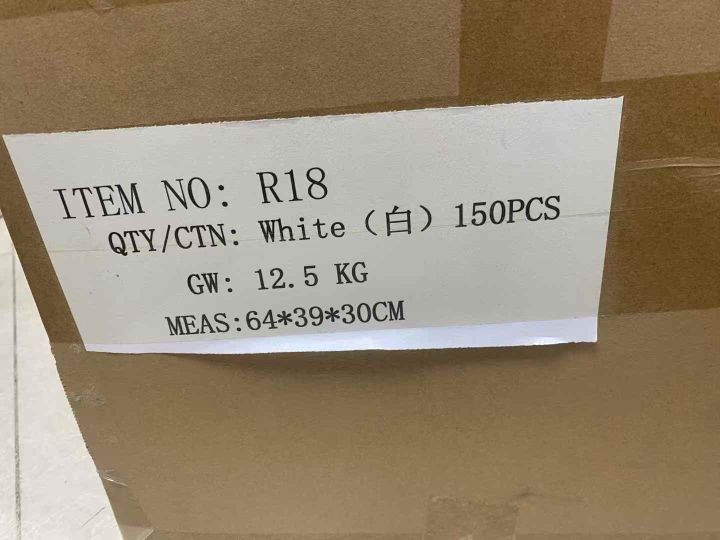 ITEM NO: R18
QTY/CTN: White（白）150PCS
GW: 12.5 KG
MEAS:64*39*30CM